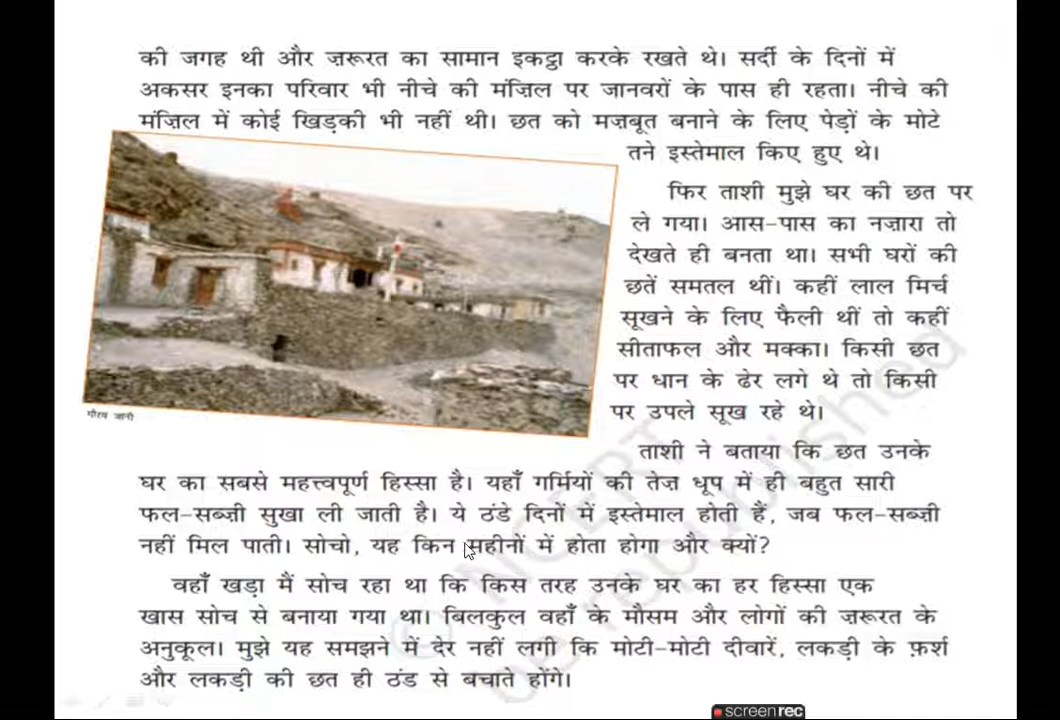 की जगह थी और ज़रूरत का सामान इकट्ठा करके रखते थे। सर्दी के दिनों में
अकसर इनका परिवार भी नीचे की मंज़िल पर जानवरों के पास ही रहता। नीचे की
मंज़िल में कोई खिड़की भी नहीं थी। छत को मज़बूत बनाने के लिए पेड़ों के मोटे
तने इस्तेमाल किए हुए थे।
फिर ताशी मुझे घर की छत पर
ले गया। आस-पास का नज़ारा तो
देखते ही बनता था। सभी घरों की
छतें समतल थीं। कहीं लाल मिर्च
सूखने के लिए फैली थीं तो कहीं
सीताफल और मक्का। किसी छत
पर धान के ढेर लगे थे तो किसी
पर उपले सूख रहे थे।
गौरव जानी
ताशी ने बताया कि छत उनके
घर का सबसे महत्त्वपूर्ण हिस्सा है। यहाँ गर्मियों की तेज़ धूप में ही बहुत सारी
फल-सब्ज़ी सुखा ली जाती है। ये ठंडे दिनों में इस्तेमाल होती हैं, जब फल-सब्ज़ी
नहीं मिल पाती। सोचो, यह किन महीनों में होता होगा और क्यों?
वहाँ खड़ा मैं सोच रहा था कि किस तरह उनके घर का हर हिस्सा एक
खास सोच से बनाया गया था। बिलकुल वहाँ के मौसम और लोगों की ज़रूरत के
अनुकूल। मुझे यह समझने में देर नहीं लगी कि मोटी-मोटी दीवारें, लकड़ी के फ़र्श
और लकड़ी की छत ही ठंड से बचाते होंगे।
© NCERT
be republished
screenrec